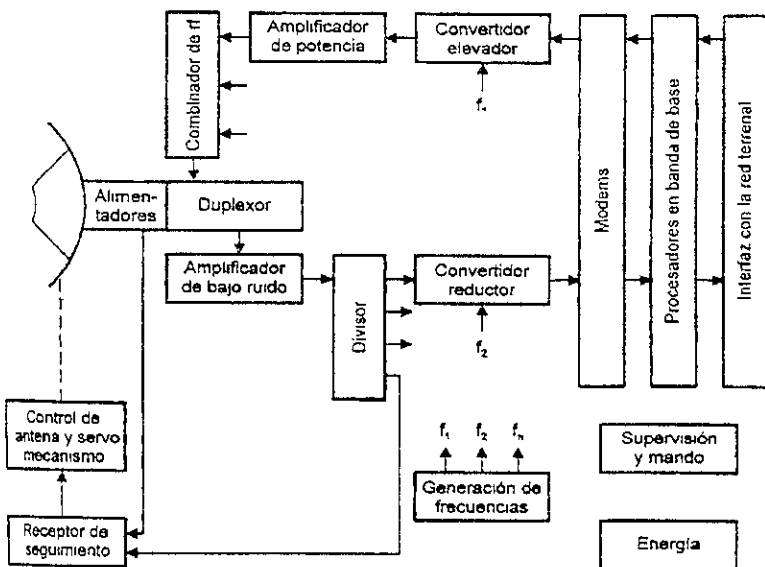 Combinador de rf
Amplificador
de potencia
Convertidor
elevador
f₁
Modems
Procesadores en banda de base
Interfaz con la red terrenal
Alimen-
tadores
Duplexor
Amplificador
de bajo ruido
Divisor
Convertidor
reductor
f₂
Control de
antena y servo
mecanismo
Receptor de
seguimiento
f₁ f₂ fₙ
Generación de
frecuencias
Supervisión
y mando
Energía